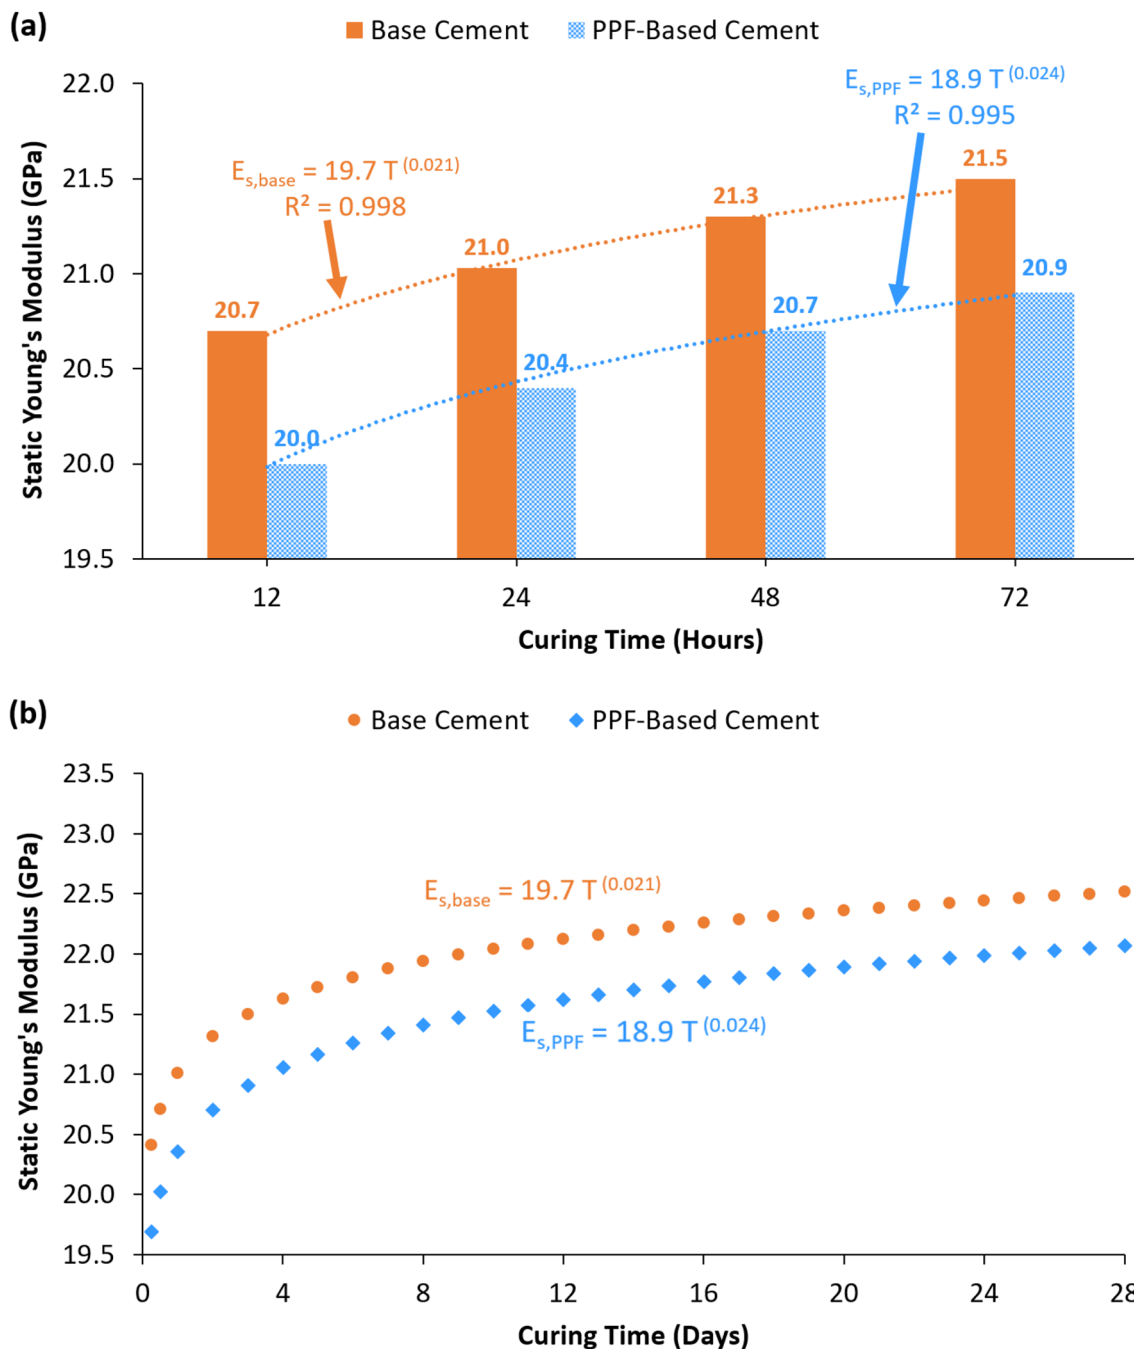 (a)
Base Cement PPF-Based Cement
Static Young's Modulus (GPa)
22.0
21.5
21.0
20.5
20.0
19.5
E_s,base = 19.7 T^(0.021)
R² = 0.998
E_s,PPF = 18.9 T^(0.024)
R² = 0.995
20.7
20.0
21.0
20.4
21.3
20.7
21.5
20.9
12 24 48 72
Curing Time (Hours)
(b)
Base Cement PPF-Based Cement
Static Young's Modulus (GPa)
23.5
23.0
22.5
22.0
21.5
21.0
20.5
20.0
19.5
E_s,base = 19.7 T^(0.021)
E_s,PPF = 18.9 T^(0.024)
0 4 8 12 16 20 24 28
Curing Time (Days)